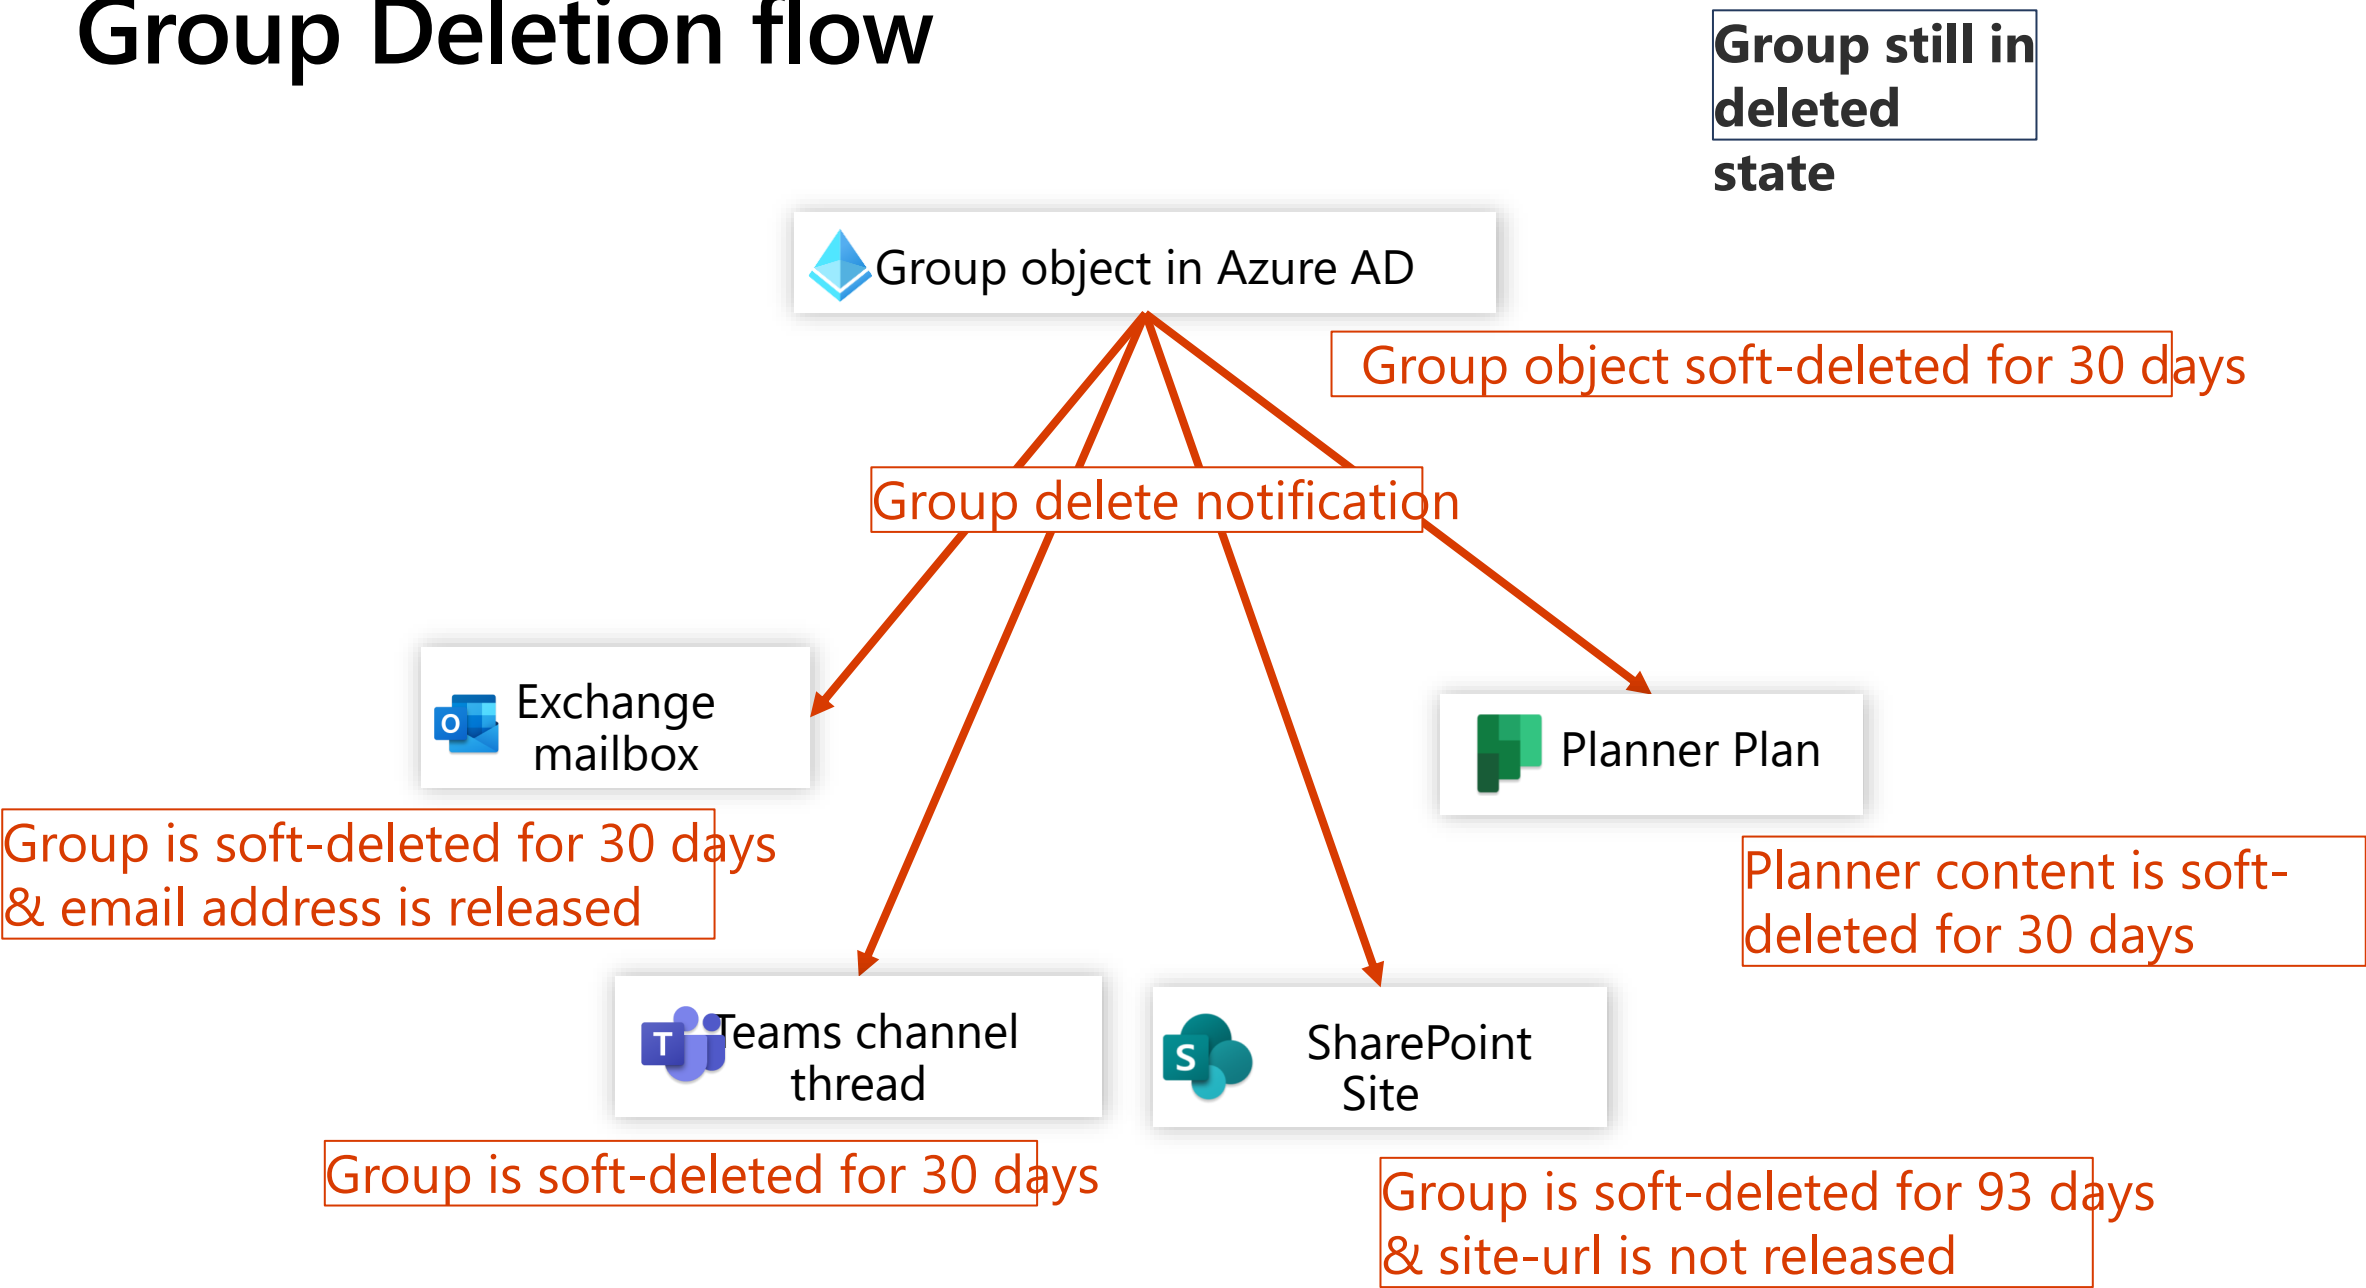 Group Deletion flow
Group still in
deleted
state
Group object in Azure AD
Group object soft-deleted for 30 days
Group delete notification
Exchange
mailbox
Planner Plan
Group is soft-deleted for 30 days
& email address is released
Planner content is soft-
deleted for 30 days
Teams channel
thread
SharePoint
Site
Group is soft-deleted for 30 days
Group is soft-deleted for 93 days
& site-url is not released